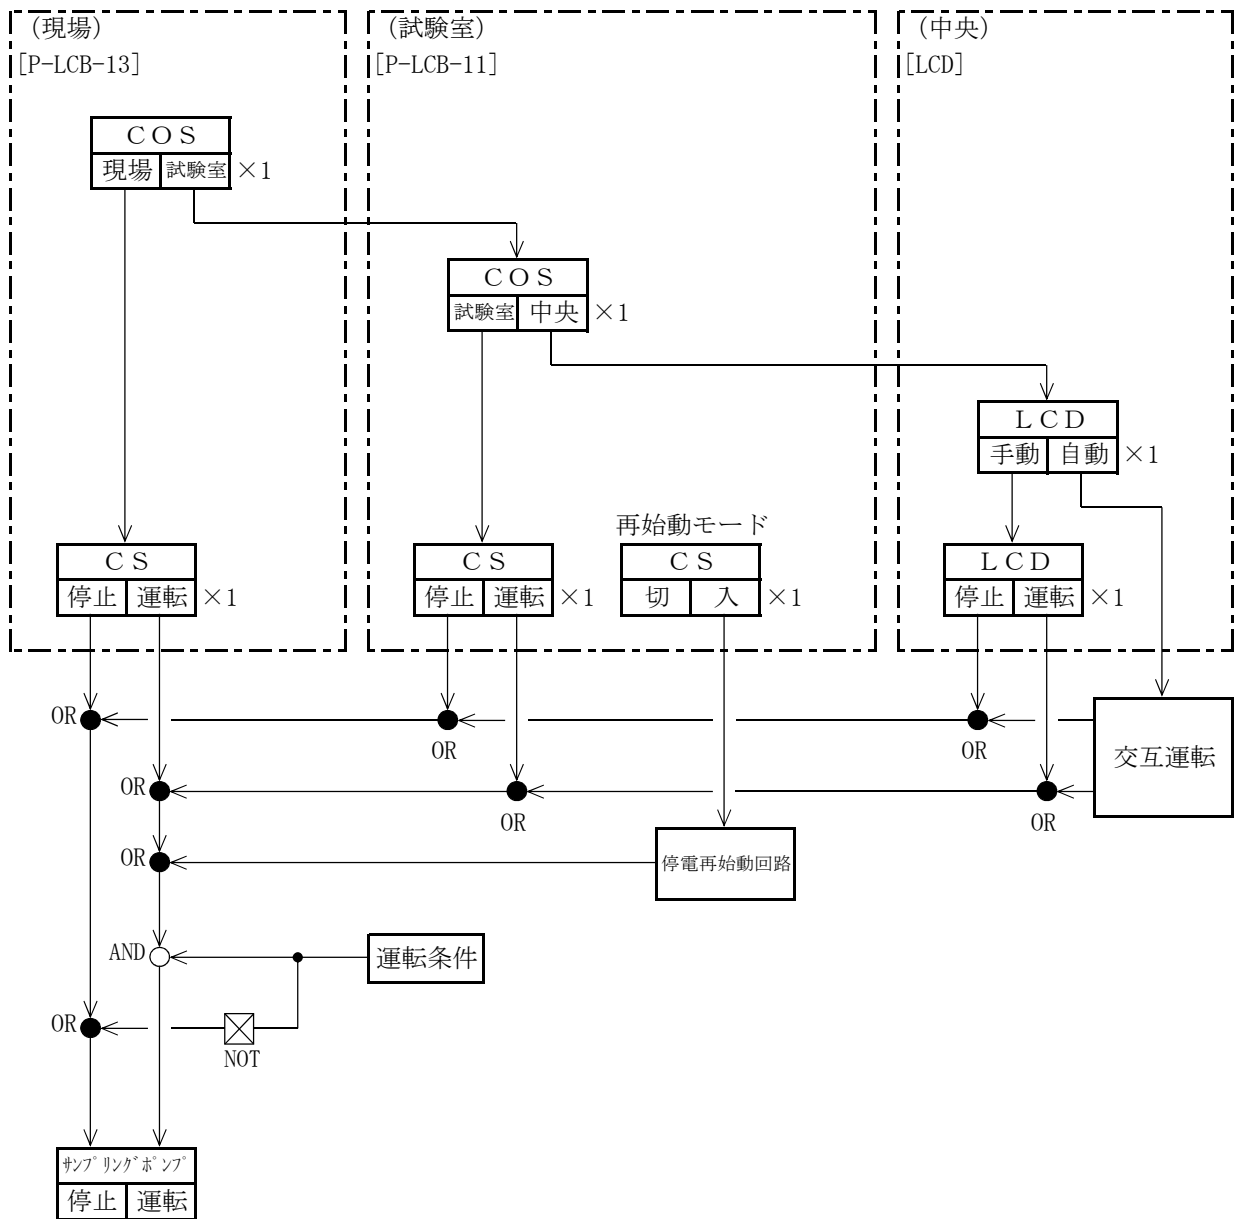 （現場）
[P-LCB-13]
（試験室）
[P-LCB-11]
（中央）
[LCD]
ＣＯＳ
現場 試験室 ×1
ＣＯＳ
試験室 中央 ×1
ＬＣＤ
手動 自動 ×1
再始動モード
ＣＳ
停止 運転 ×1
ＣＳ
停止 運転 ×1
ＣＳ
切 入 ×1
ＬＣＤ
停止 運転 ×1
OR
OR
OR
交互運転
OR
OR
OR
OR
停電再始動回路
AND
運転条件
OR
NOT
ｻﾝﾌﾟﾘﾝｸﾞﾎﾟﾝﾌﾟ
停止 運転